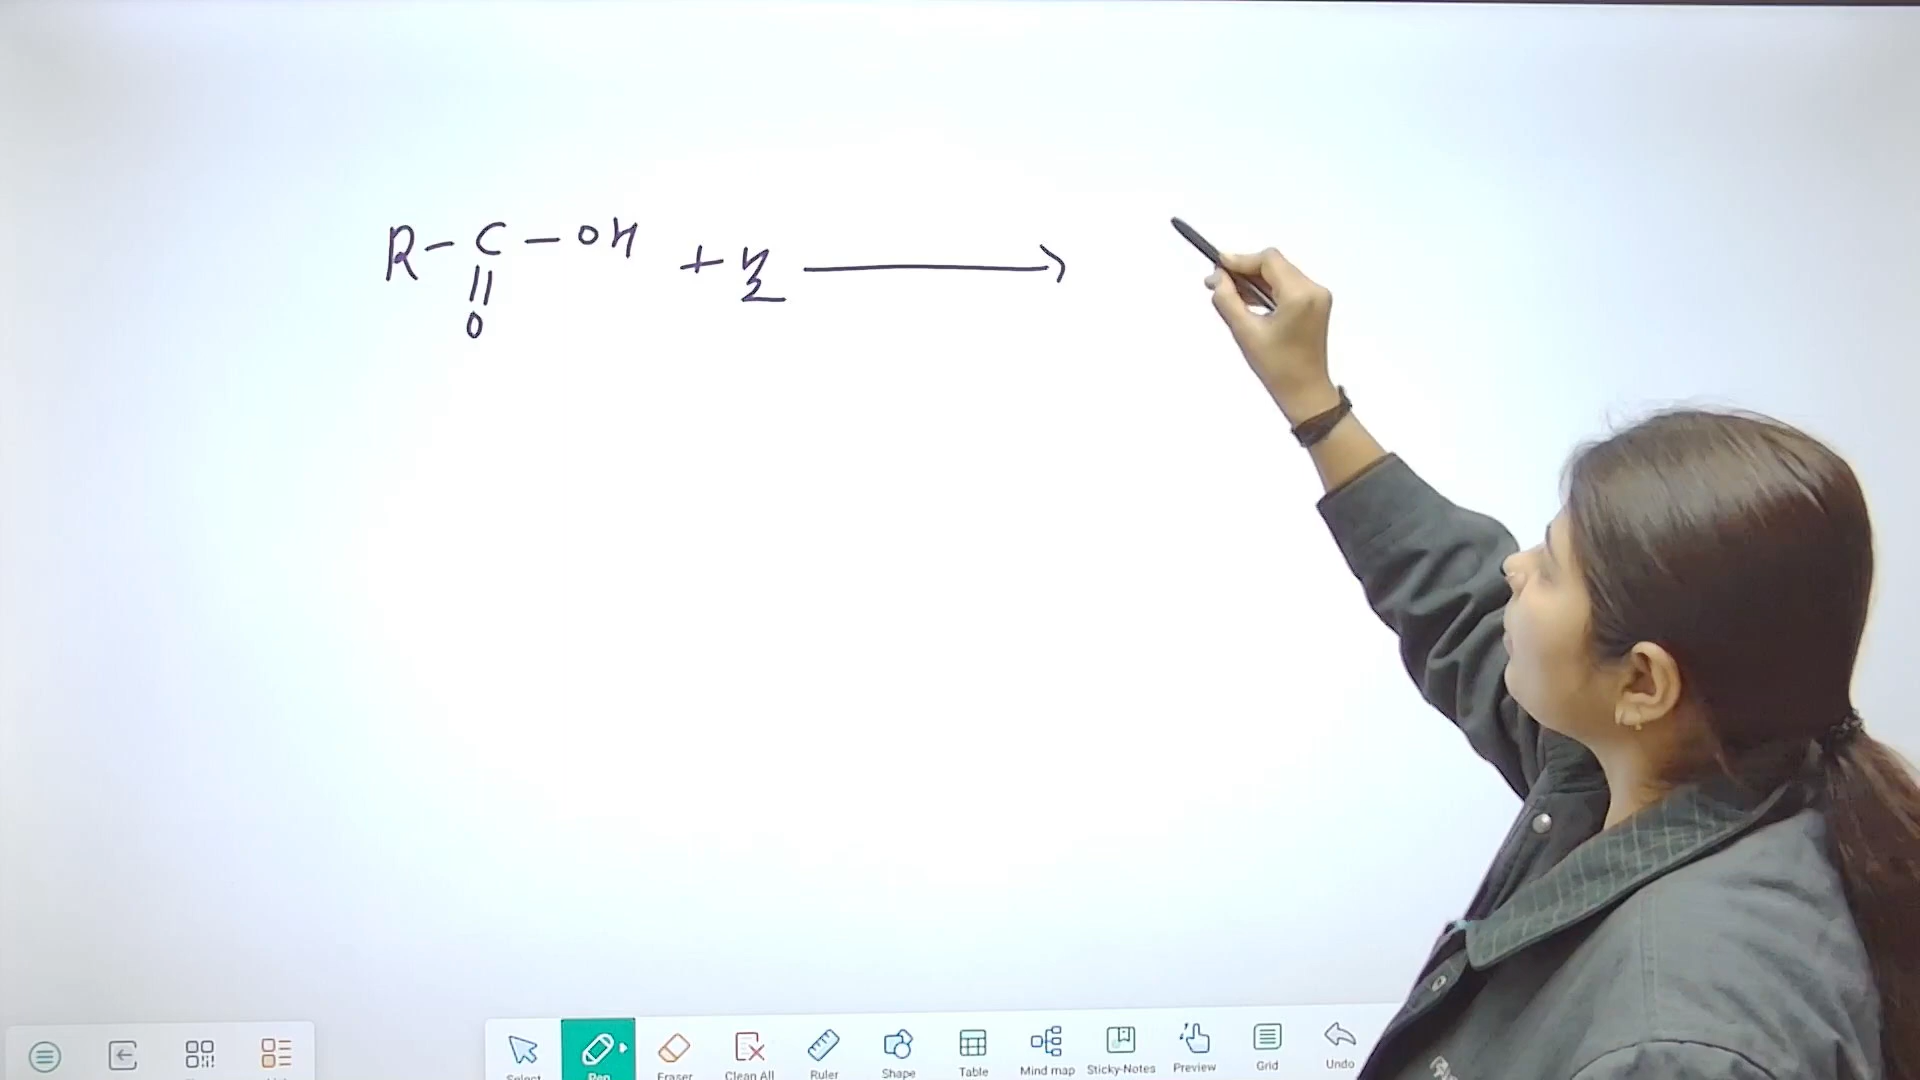 R - C - OH + Z ⟶
||
O
Select Pen Eraser Clean All Ruler Shape Table Mind map Sticky-Notes Preview Grid Undo